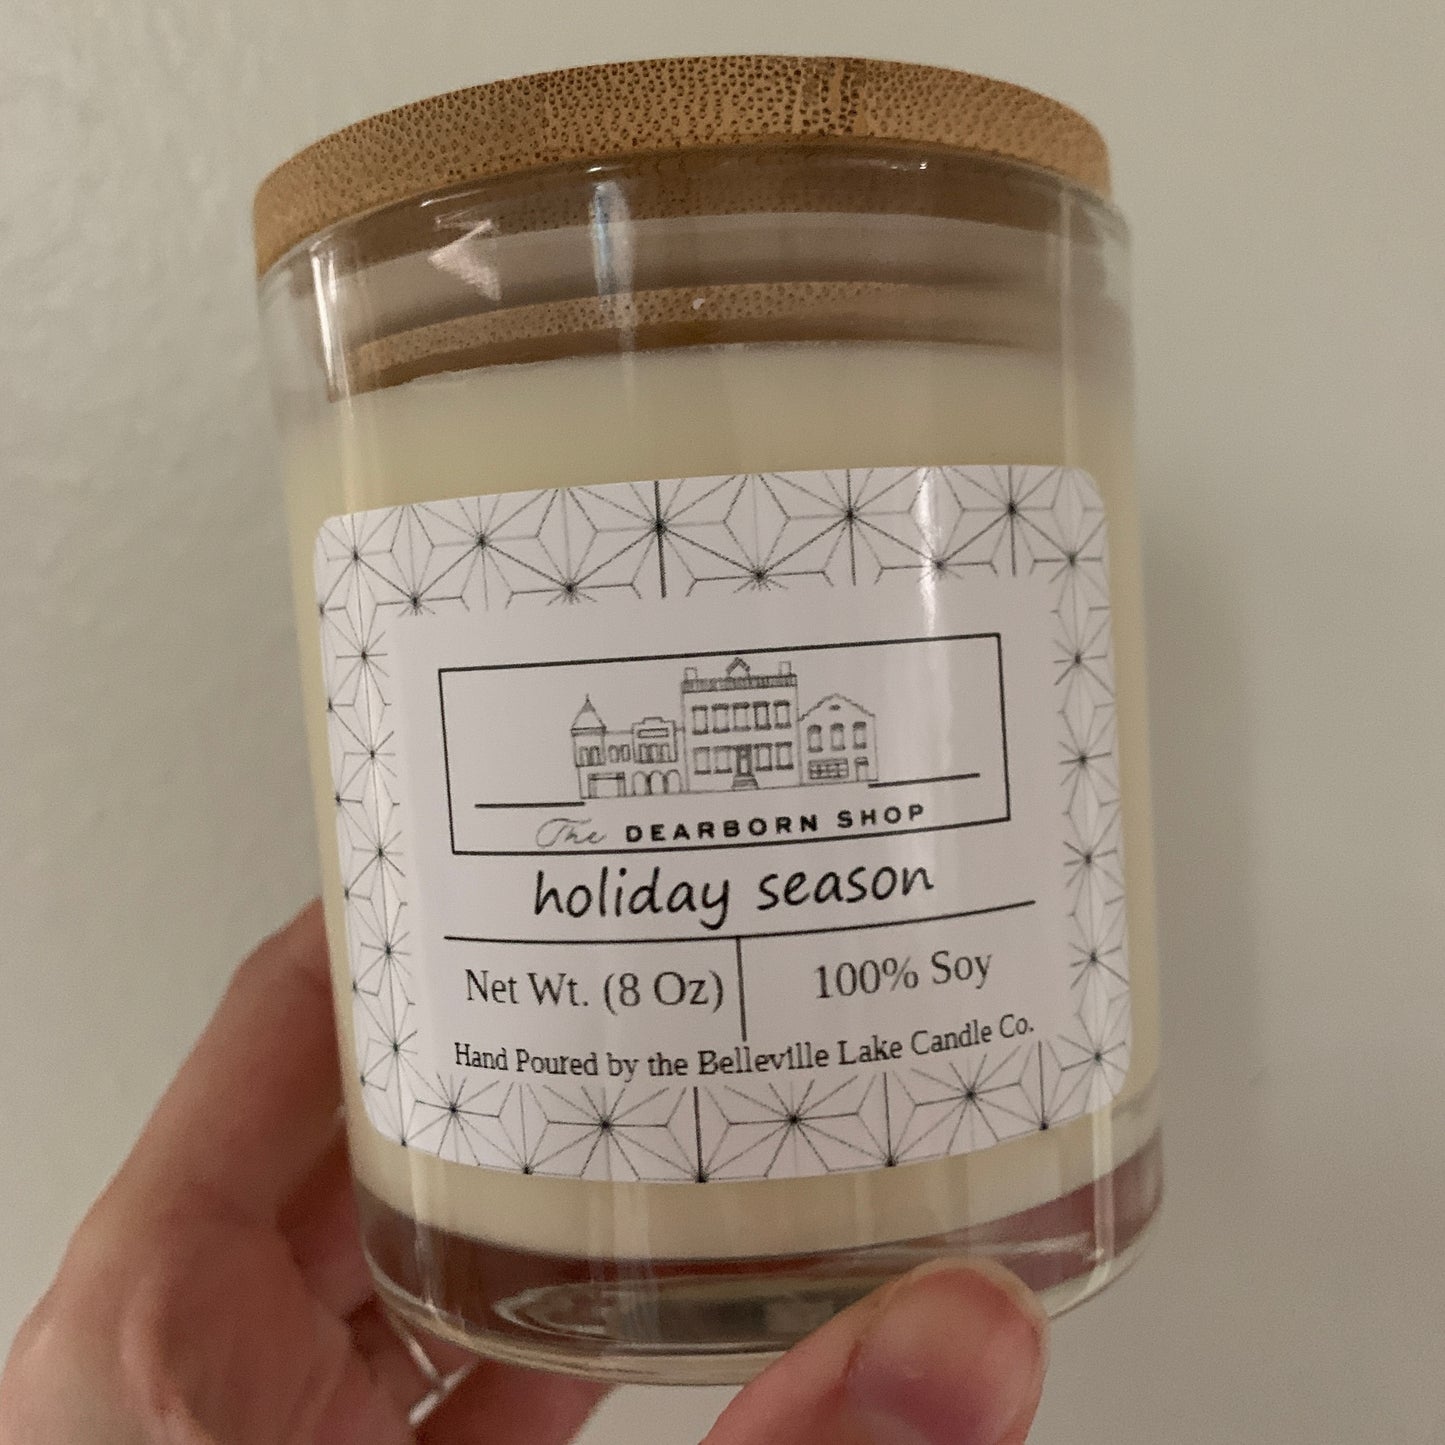 The DEARBORN SHOP
holiday season
Net Wt. (8 Oz)
100% Soy
Hand Poured by the Belleville Lake Candle Co.